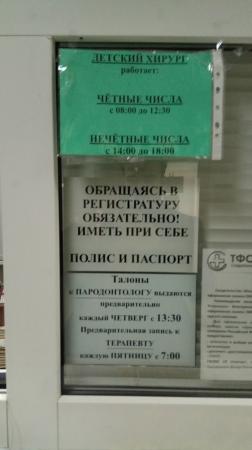 ДЕТСКИЙ ХИРУРГ
работает:
ЧЁТНЫЕ ЧИСЛА
с 08:00 до 12:30
НЕЧЁТНЫЕ ЧИСЛА
с 14:00 до 18:00
ОБРАЩАЯСЬ В
РЕГИСТРАТУРУ
ОБЯЗАТЕЛЬНО!
ИМЕТЬ ПРИ СЕБЕ
ПОЛИС И ПАСПОРТ
Талоны
к ПАРОДОНТОЛОГУ выдаются
предварительно
каждый ЧЕТВЕРГ с 13:30
Предварительная запись к
ТЕРАПЕВТУ
каждую ПЯТНИЦУ с 7:00
ТФО